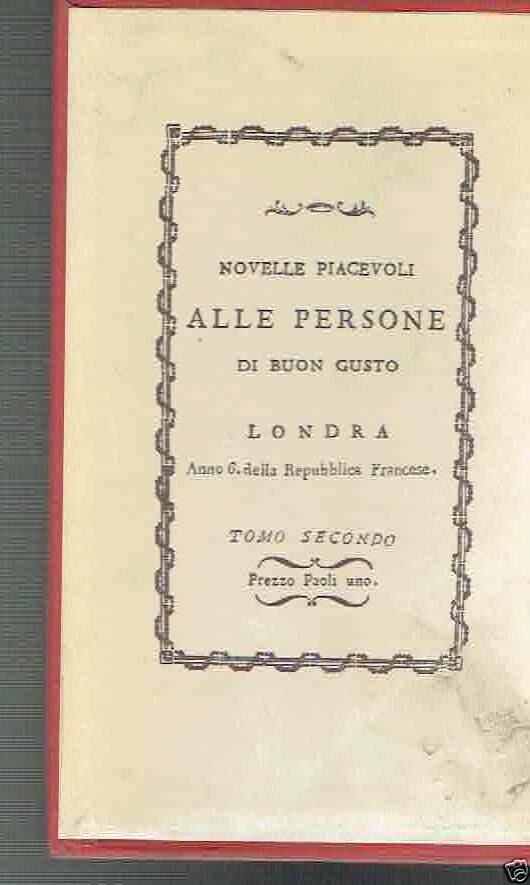 NOVELLE PIACEVOLI
ALLE PERSONE
DI BUON GUSTO
LONDRA
Anno 6. della Repubblica Francese.
TOMO SECONDO
Prezzo Paoli uno.